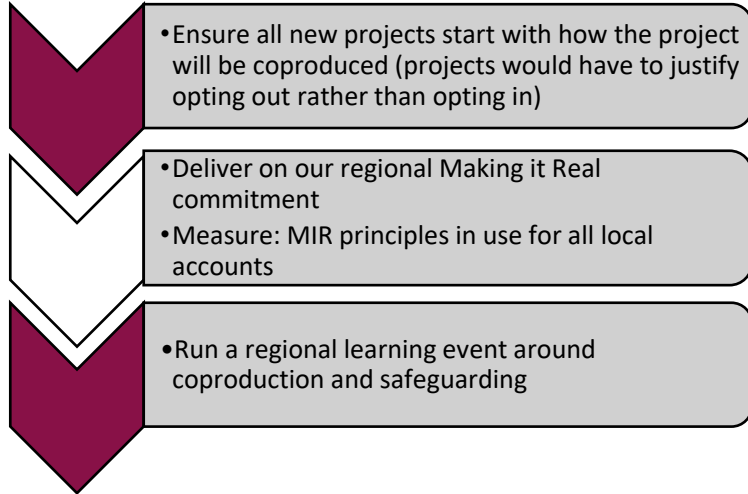 •Ensure all new projects start with how the project
will be coproduced (projects would have to justify
opting out rather than opting in)
•Deliver on our regional Making it Real
commitment
•Measure: MIR principles in use for all local
accounts
•Run a regional learning event around
coproduction and safeguarding